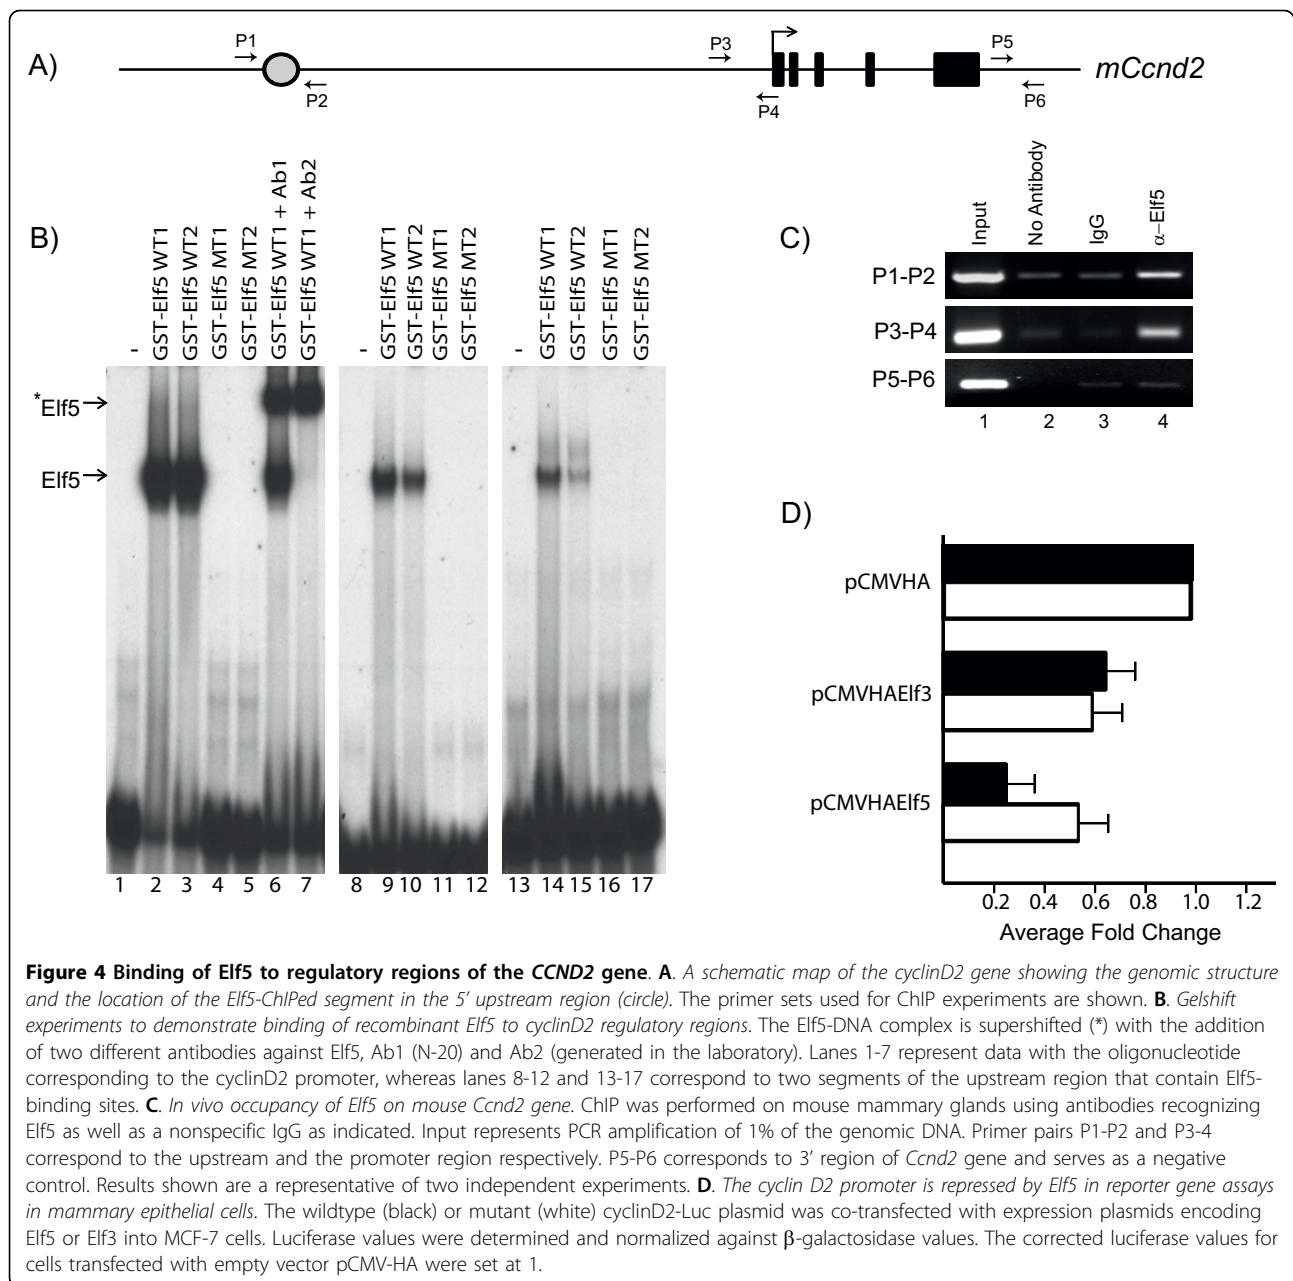 A)
P1
P2
P3
P4
P5
P6
mCcnd2
B)
-
GST-Elf5 WT1
GST-Elf5 WT2
GST-Elf5 MT1
GST-Elf5 MT2
GST-Elf5 WT1 + Ab1
GST-Elf5 WT1 + Ab2
-
GST-Elf5 WT1
GST-Elf5 WT2
GST-Elf5 MT1
GST-Elf5 MT2
-
GST-Elf5 WT1
GST-Elf5 WT2
GST-Elf5 MT1
GST-Elf5 MT2
*Elf5
Elf5
1 2 3 4 5 6 7 8 9 10 11 12 13 14 15 16 17
C)
Input
No Antibody
IgG
α–Elf5
P1-P2
P3-P4
P5-P6
1 2 3 4
D)
pCMVHA
pCMVHAElf3
pCMVHAElf5
0.2 0.4 0.6 0.8 1.0 1.2
Average Fold Change
Figure 4 Binding of Elf5 to regulatory regions of the CCND2 gene. A. A schematic map of the cyclinD2 gene showing the genomic structure
and the location of the Elf5-ChIPed segment in the 5' upstream region (circle). The primer sets used for ChIP experiments are shown. B. Gelshift
experiments to demonstrate binding of recombinant Elf5 to cyclinD2 regulatory regions. The Elf5-DNA complex is supershifted (*) with the addition
of two different antibodies against Elf5, Ab1 (N-20) and Ab2 (generated in the laboratory). Lanes 1-7 represent data with the oligonucleotide
corresponding to the cyclinD2 promoter, whereas lanes 8-12 and 13-17 correspond to two segments of the upstream region that contain Elf5-
binding sites. C. In vivo occupancy of Elf5 on mouse Ccnd2 gene. ChIP was performed on mouse mammary glands using antibodies recognizing
Elf5 as well as a nonspecific IgG as indicated. Input represents PCR amplification of 1% of the genomic DNA. Primer pairs P1-P2 and P3-4
correspond to the upstream and the promoter region respectively. P5-P6 corresponds to 3' region of Ccnd2 gene and serves as a negative
control. Results shown are a representative of two independent experiments. D. The cyclin D2 promoter is repressed by Elf5 in reporter gene assays
in mammary epithelial cells. The wildtype (black) or mutant (white) cyclinD2-Luc plasmid was co-transfected with expression plasmids encoding
Elf5 or Elf3 into MCF-7 cells. Luciferase values were determined and normalized against β-galactosidase values. The corrected luciferase values for
cells transfected with empty vector pCMV-HA were set at 1.